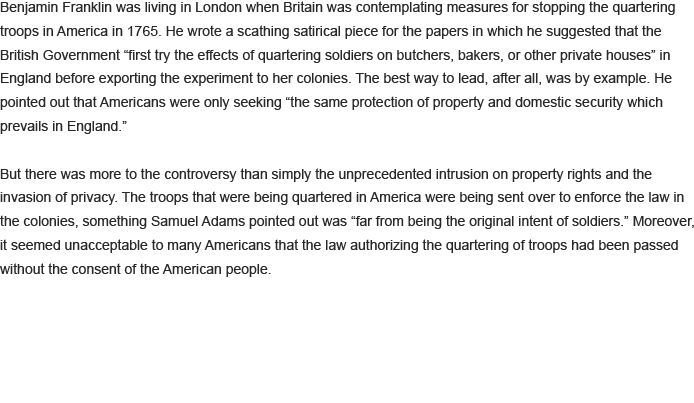 Benjamin Franklin was living in London when Britain was contemplating measures for stopping the quartering
troops in America in 1765. He wrote a scathing satirical piece for the papers in which he suggested that the
British Government “first try the effects of quartering soldiers on butchers, bakers, or other private houses” in
England before exporting the experiment to her colonies. The best way to lead, after all, was by example. He
pointed out that Americans were only seeking “the same protection of property and domestic security which
prevails in England.”

But there was more to the controversy than simply the unprecedented intrusion on property rights and the
invasion of privacy. The troops that were being quartered in America were being sent over to enforce the law in
the colonies, something Samuel Adams pointed out was “far from being the original intent of soldiers.” Moreover,
it seemed unacceptable to many Americans that the law authorizing the quartering of troops had been passed
without the consent of the American people.